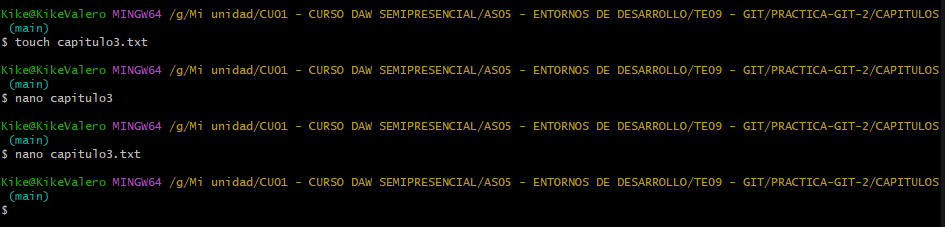 Kike@KikeValero MINGW64 /g/Mi unidad/CU01 - CURSO DAW SEMIPRESENCIAL/AS05 - ENTORNOS DE DESARROLLO/TE09 - GIT/PRACTICA-GIT-2/CAPITULOS
(main)
$ touch capitulo3.txt
Kike@KikeValero MINGW64 /g/Mi unidad/CU01 - CURSO DAW SEMIPRESENCIAL/AS05 - ENTORNOS DE DESARROLLO/TE09 - GIT/PRACTICA-GIT-2/CAPITULOS
(main)
$ nano capitulo3
Kike@KikeValero MINGW64 /g/Mi unidad/CU01 - CURSO DAW SEMIPRESENCIAL/AS05 - ENTORNOS DE DESARROLLO/TE09 - GIT/PRACTICA-GIT-2/CAPITULOS
(main)
$ nano capitulo3.txt
Kike@KikeValero MINGW64 /g/Mi unidad/CU01 - CURSO DAW SEMIPRESENCIAL/AS05 - ENTORNOS DE DESARROLLO/TE09 - GIT/PRACTICA-GIT-2/CAPITULOS
(main)
$